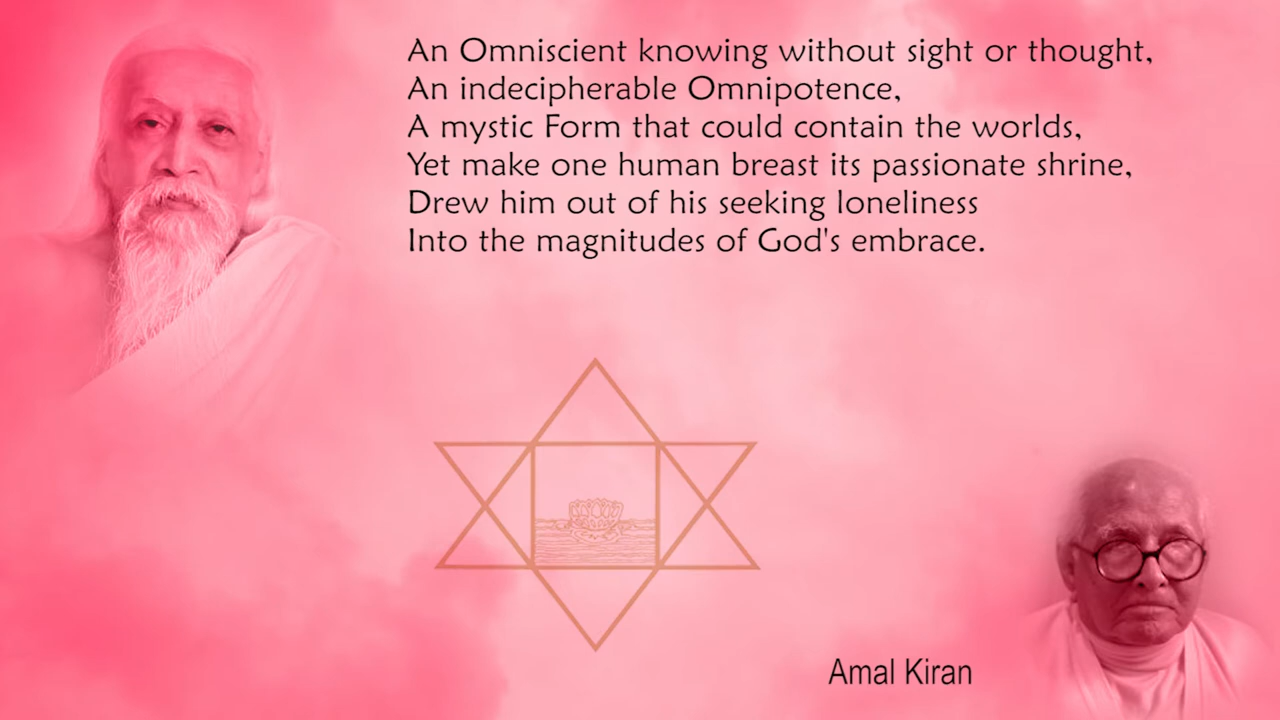 An Omniscient knowing without sight or thought,
An indecipherable Omnipotence,
A mystic Form that could contain the worlds,
Yet make one human breast its passionate shrine,
Drew him out of his seeking loneliness
Into the magnitudes of God's embrace.
Amal Kiran